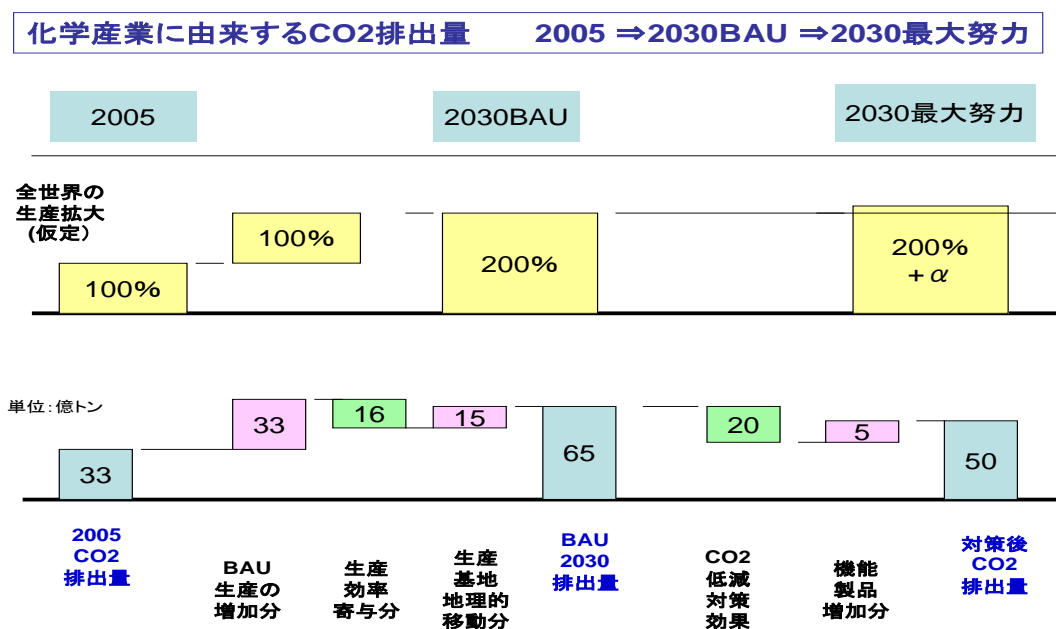 化学産業に由来するCO2排出量　2005 ⇒2030BAU ⇒2030最大努力
2005
2030BAU
2030最大努力
全世界の
生産拡大
(仮定）
100%
100%
200%
200%
+α
単位：億トン
33
33
16
15
65
20
5
50
2005
CO2
排出量
BAU
生産の
増加分
生産
効率
寄与分
生産
基地
地理的
移動分
BAU
2030
排出量
CO2
低減
対策
効果
機能
製品
増加分
対策後
CO2
排出量